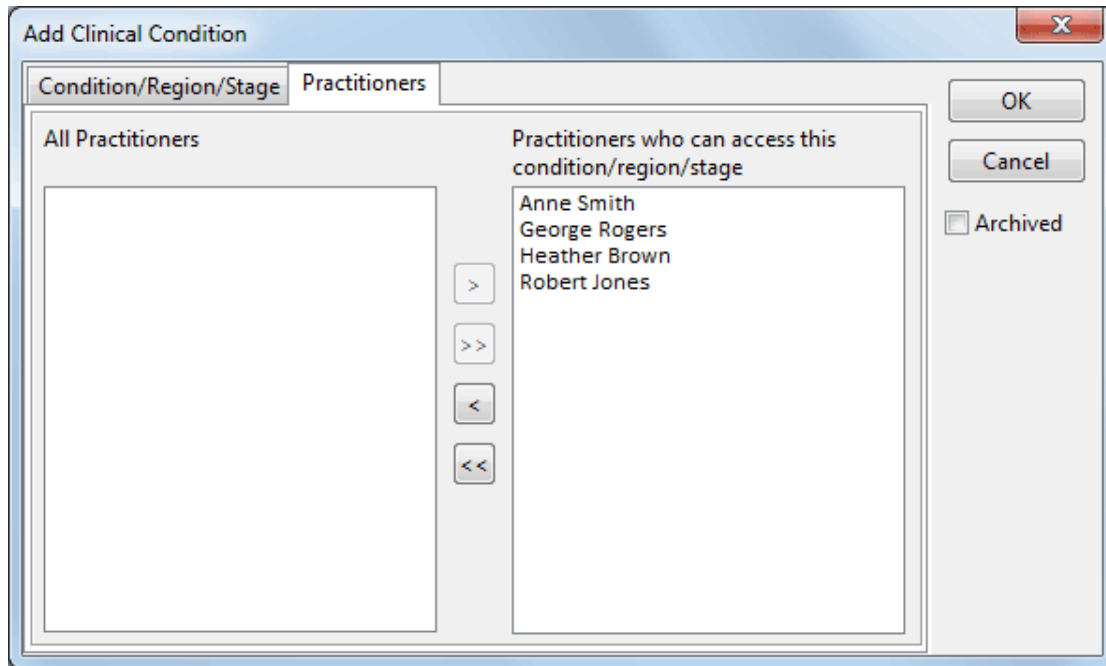 Add Clinical Condition
X
Condition/Region/Stage
Practitioners
All Practitioners
Practitioners who can access this
condition/region/stage
Anne Smith
George Rogers
Heather Brown
Robert Jones
>
>>
<
<<
OK
Cancel
Archived